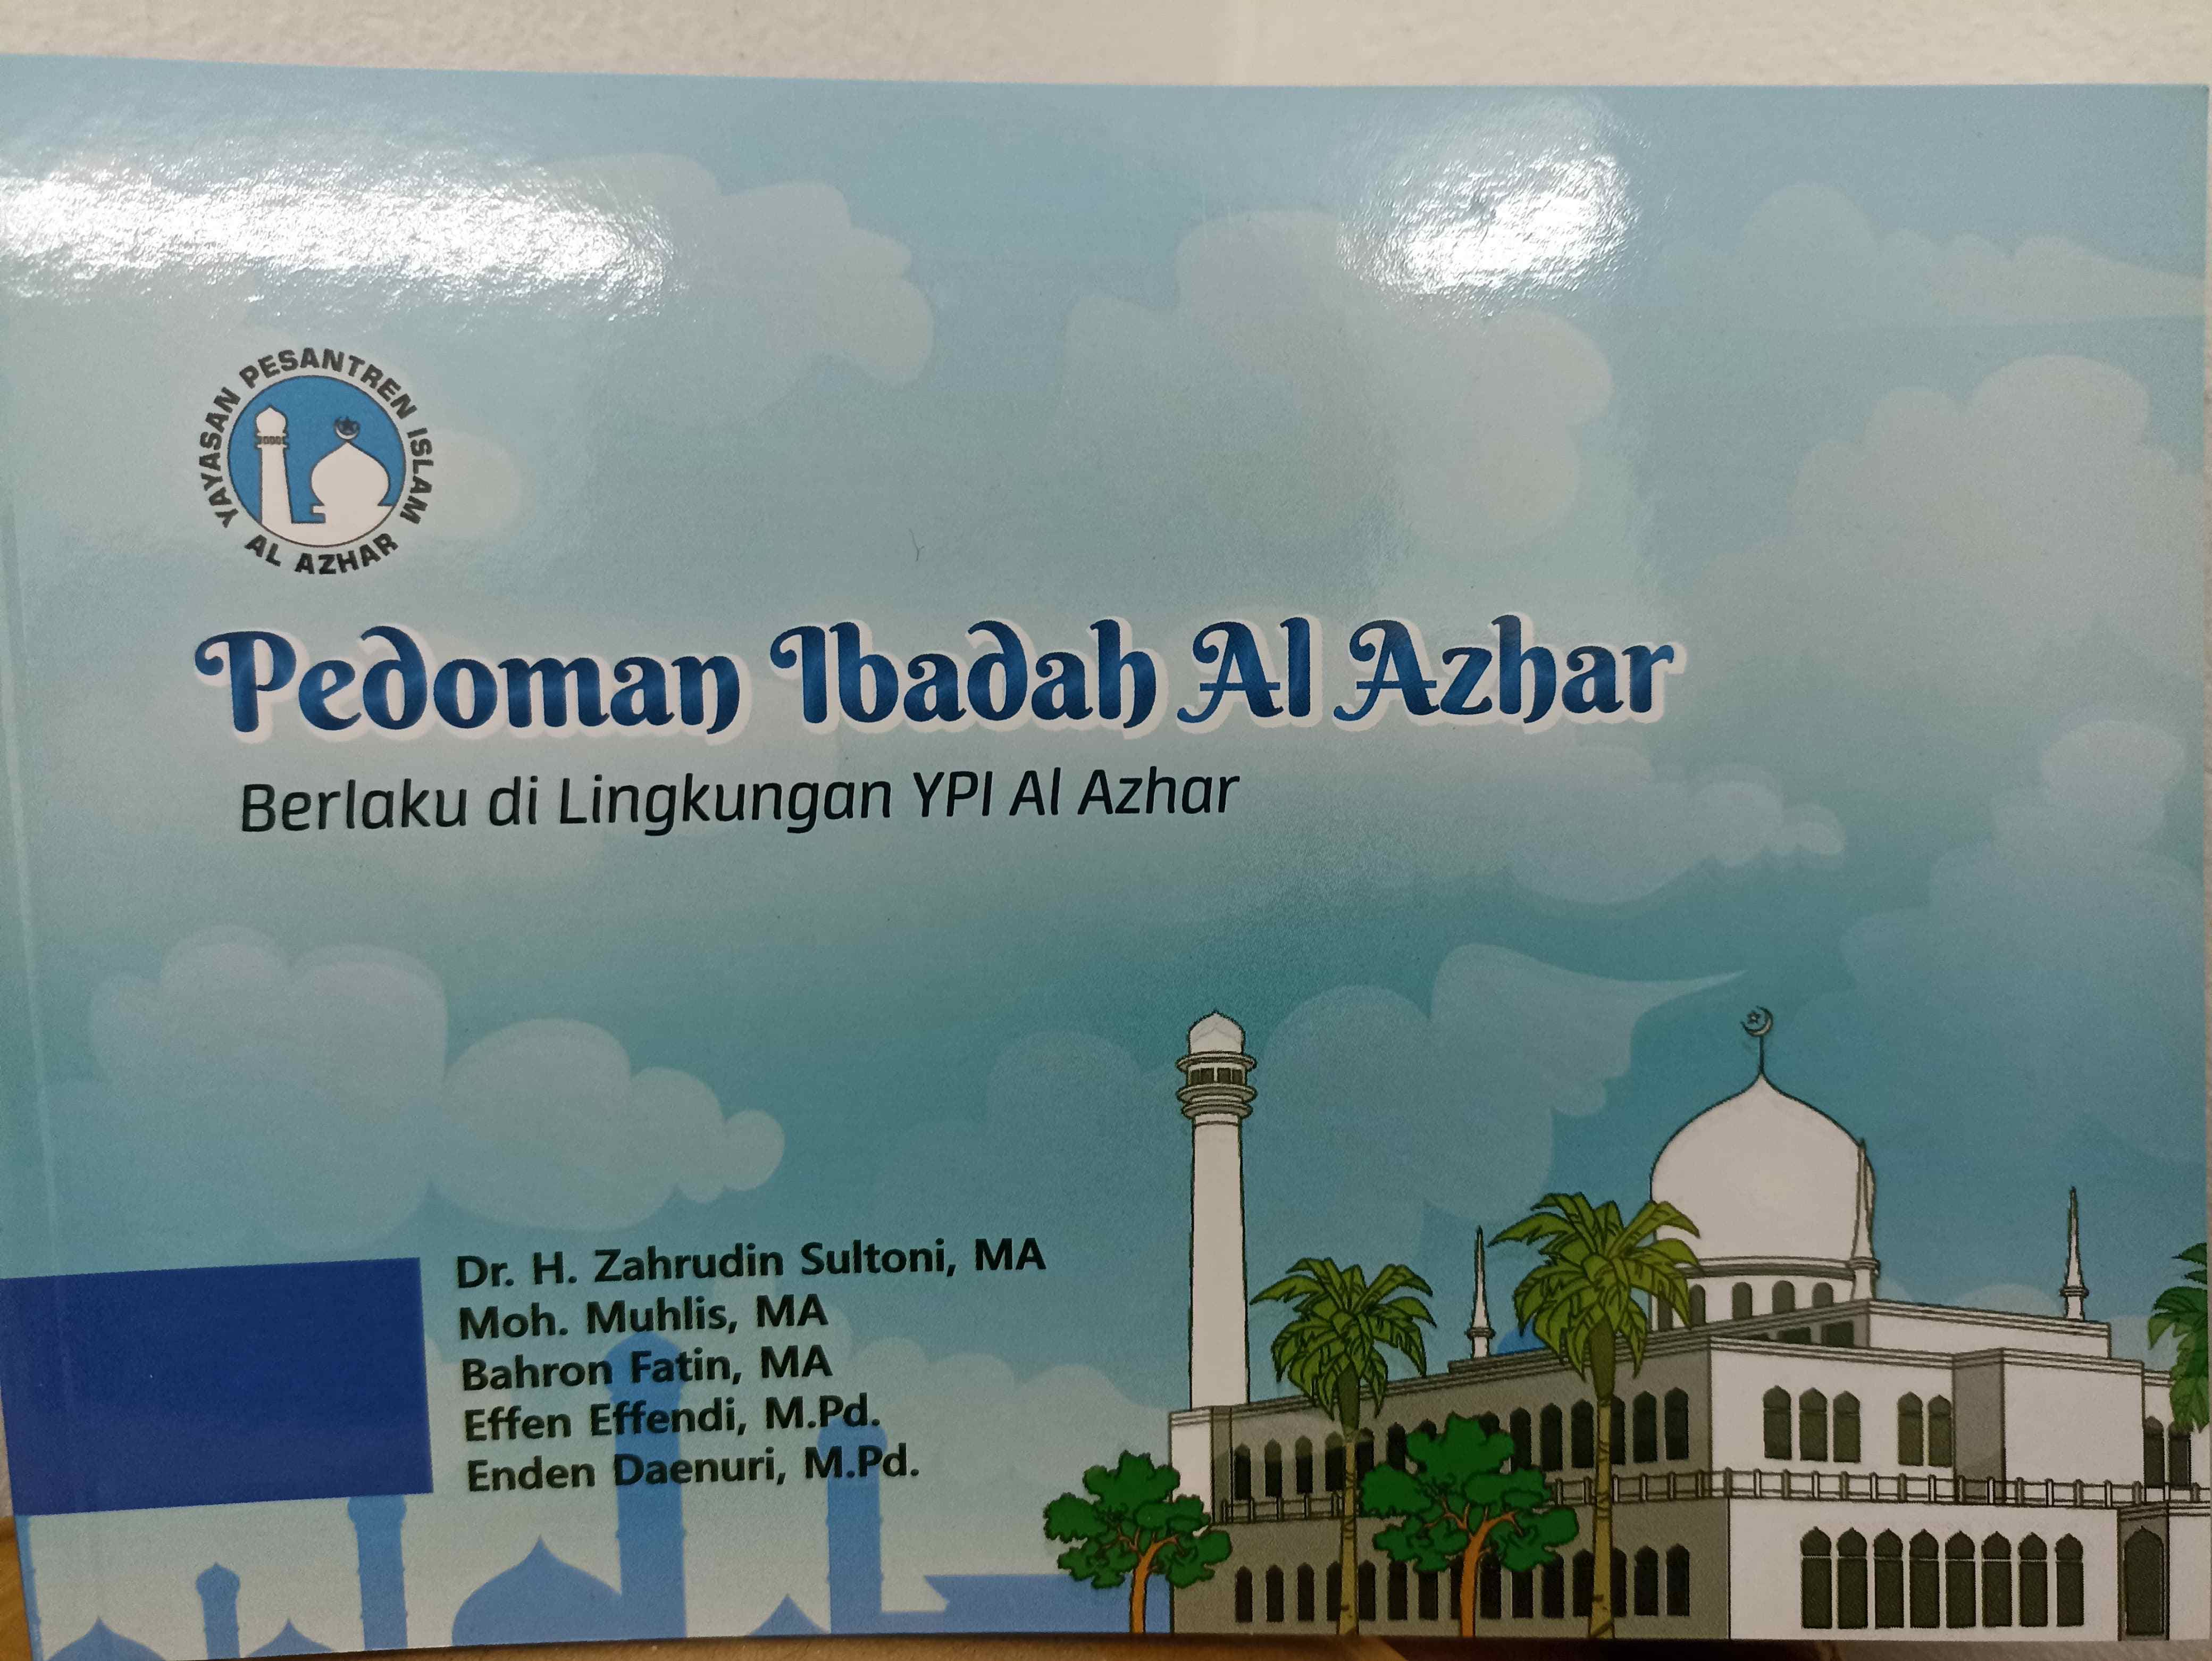 YAYASAN PESANTREN ISLAM
AL AZHAR
Pedoman Ibadah Al Azhar
Berlaku di Lingkungan YPI Al Azhar
Dr. H. Zahrudin Sultoni, MA
Moh. Muhlis, MA
Bahron Fatin, MA
Effen Effendi, M.Pd.
Enden Daenuri, M.Pd.